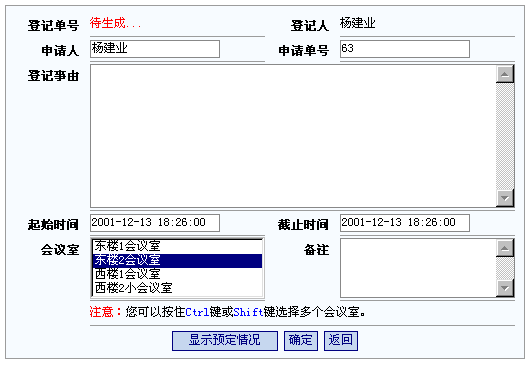 登记单号 待生成... 登记人 杨建业
申请人 杨建业 申请单号 63
登记事由
起始时间 2001-12-13 18:26:00 截止时间 2001-12-13 18:26:00
会议室 东楼1会议室 备注
东楼2会议室
西楼1会议室
西楼2小会议室
注意：您可以按住Ctrl键或Shift键选择多个会议室。
显示预定情况 确定 返回